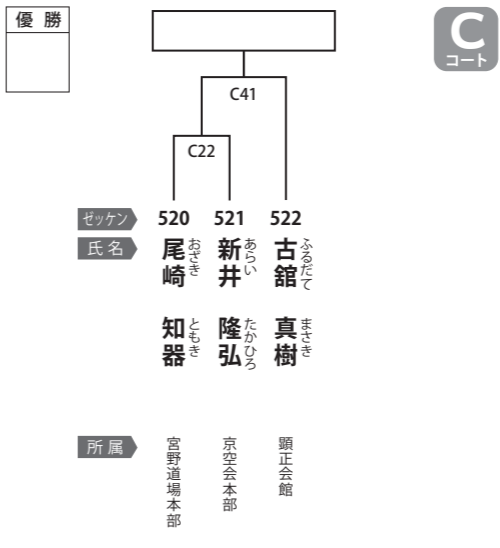 優勝
C
コート
C41
C22
ゼッケン 520 521 522
氏名
尾崎 知器
おざき ともき
新井 隆弘
あらい たかひろ
古舘 真樹
ふるだて まさき
所属
宮野道場本部
京空会本部
顕正会館